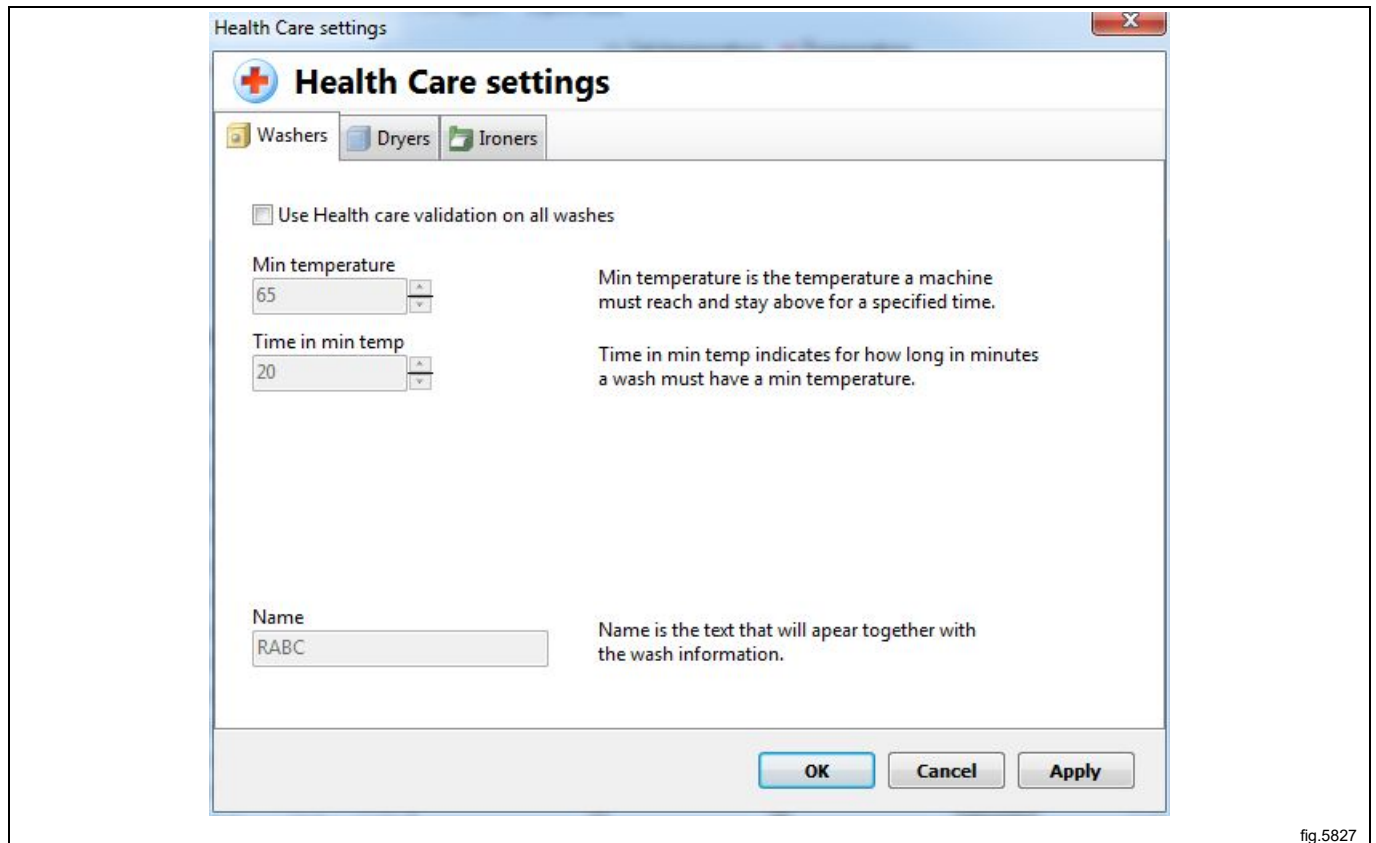 Health Care settings
Health Care settings
Washers Dryers Ironers
Use Health care validation on all washes
Min temperature
65
Min temperature is the temperature a machine
must reach and stay above for a specified time.
Time in min temp
20
Time in min temp indicates for how long in minutes
a wash must have a min temperature.
Name
RABC
Name is the text that will apear together with
the wash information.
OK Cancel Apply
fig.5827